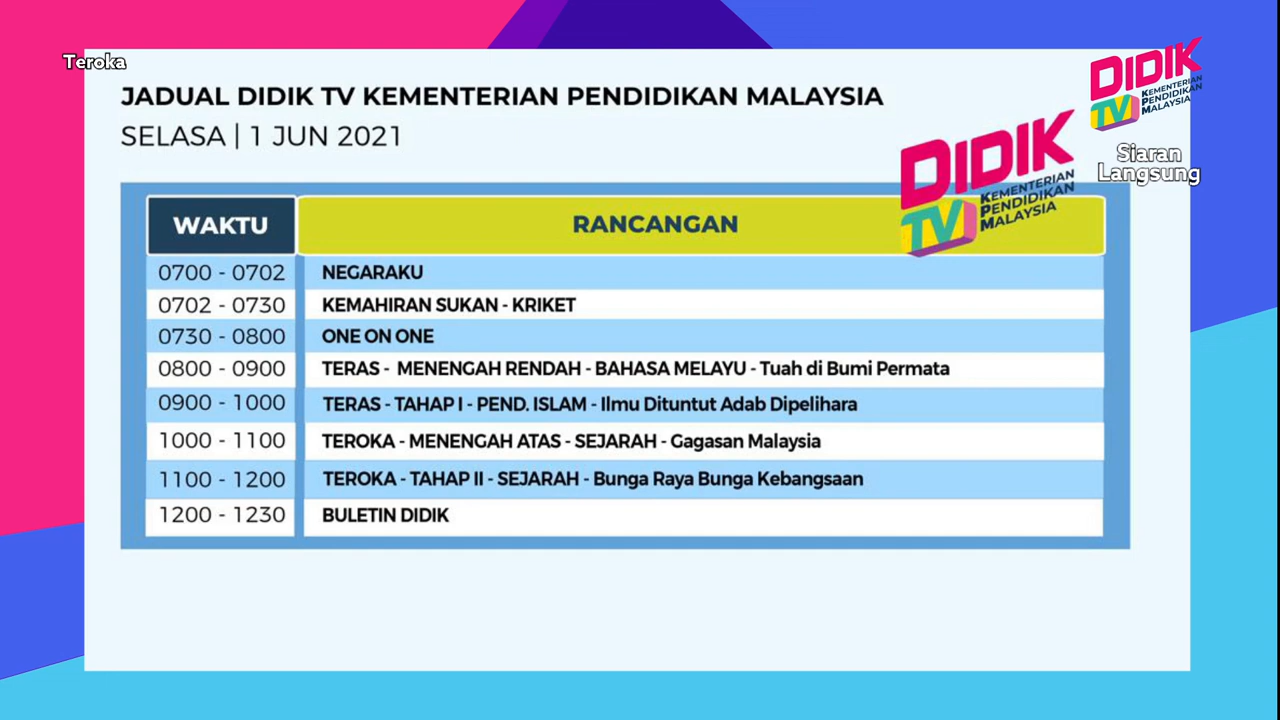 Teroka
DIDIK
TV KEMENTERIAN
PENDIDIKAN
MALAYSIA
Siaran
Langsung
JADUAL DIDIK TV KEMENTERIAN PENDIDIKAN MALAYSIA
SELASA | 1 JUN 2021
DIDIK
TV KEMENTERIAN
PENDIDIKAN
MALAYSIA
WAKTU RANCANGAN
0700 - 0702 NEGARAKU
0702 - 0730 KEMAHIRAN SUKAN - KRIKET
0730 - 0800 ONE ON ONE
0800 - 0900 TERAS - MENENGAH RENDAH - BAHASA MELAYU - Tuah di Bumi Permata
0900 - 1000 TERAS - TAHAP I - PEND. ISLAM - Ilmu Dituntut Adab Dipelihara
1000 - 1100 TEROKA - MENENGAH ATAS - SEJARAH - Gagasan Malaysia
1100 - 1200 TEROKA - TAHAP II - SEJARAH - Bunga Raya Bunga Kebangsaan
1200 - 1230 BULETIN DIDIK